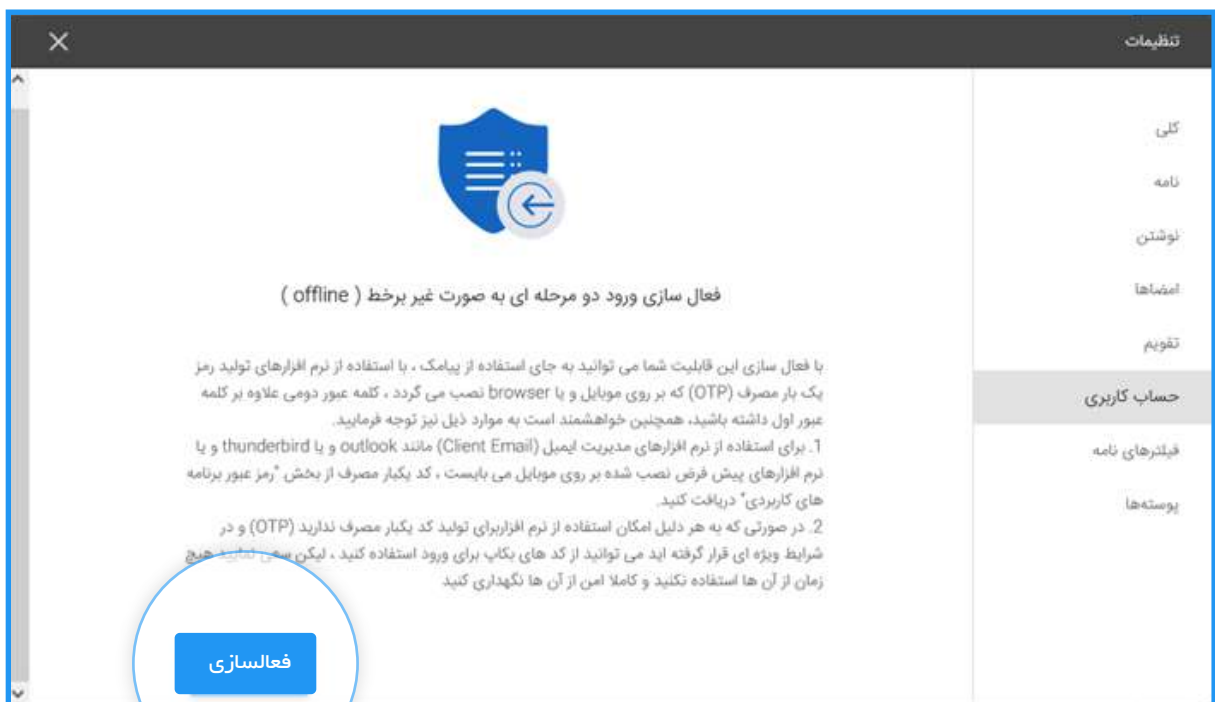 تنظیمات
کلی
نامه
نوشتن
امضاها
تقویم
حساب کاربری
فیلترهای نامه
پوسته‌ها
فعال سازی ورود دو مرحله ای به صورت غیر برخط ( offline )
با فعال سازی این قابلیت شما می توانید به جای استفاده از پیامک ، با استفاده از نرم افزارهای تولید رمز
یک بار مصرف (OTP) که بر روی موبایل و یا browser نصب می گردد ، کلمه عبور دومی علاوه بر کلمه
عبور اول داشته باشید، همچنین خواهشمند است به موارد ذیل نیز توجه فرمایید.
1. برای استفاده از نرم افزارهای مدیریت ایمیل (Client Email) مانند outlook و یا thunderbird و یا
نرم افزارهای پیش فرض نصب شده بر روی موبایل می بایست ، کد یکبار مصرف از بخش "رمز عبور برنامه
های کاربردی" دریافت کنید.
2. در صورتی که به هر دلیل امکان استفاده از نرم افزاربرای تولید کد یکبار مصرف ندارید (OTP) و در
شرایط ویژه ای قرار گرفته اید می توانید از کد های بکاپ برای ورود استفاده کنید ، لیکن سعی نمایید هیچ
زمان از آن ها استفاده نکنید و کاملا امن از آن ها نگهداری کنید
فعالسازی